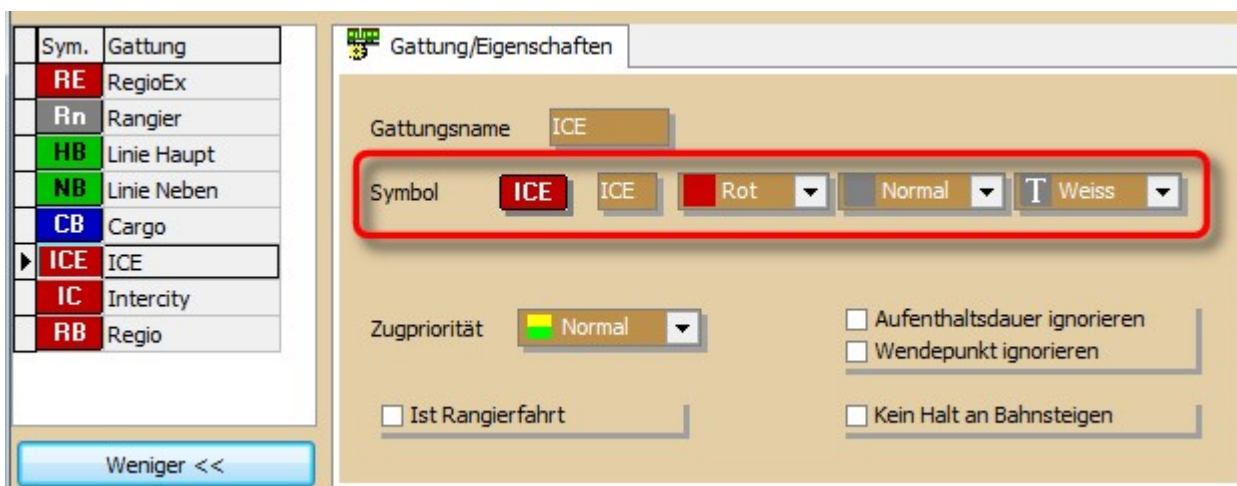 Sym. Gattung
RE RegioEx
Rn Rangier
HB Linie Haupt
NB Linie Neben
CB Cargo
ICE ICE
IC Intercity
RB Regio
Weniger <<
Gattung/Eigenschaften
Gattungsname ICE
Symbol ICE ICE Rot Normal T Weiss
Zugpriorität Normal
Aufenthaltsdauer ignorieren
Wendepunkt ignorieren
Ist Rangierfahrt
Kein Halt an Bahnsteigen